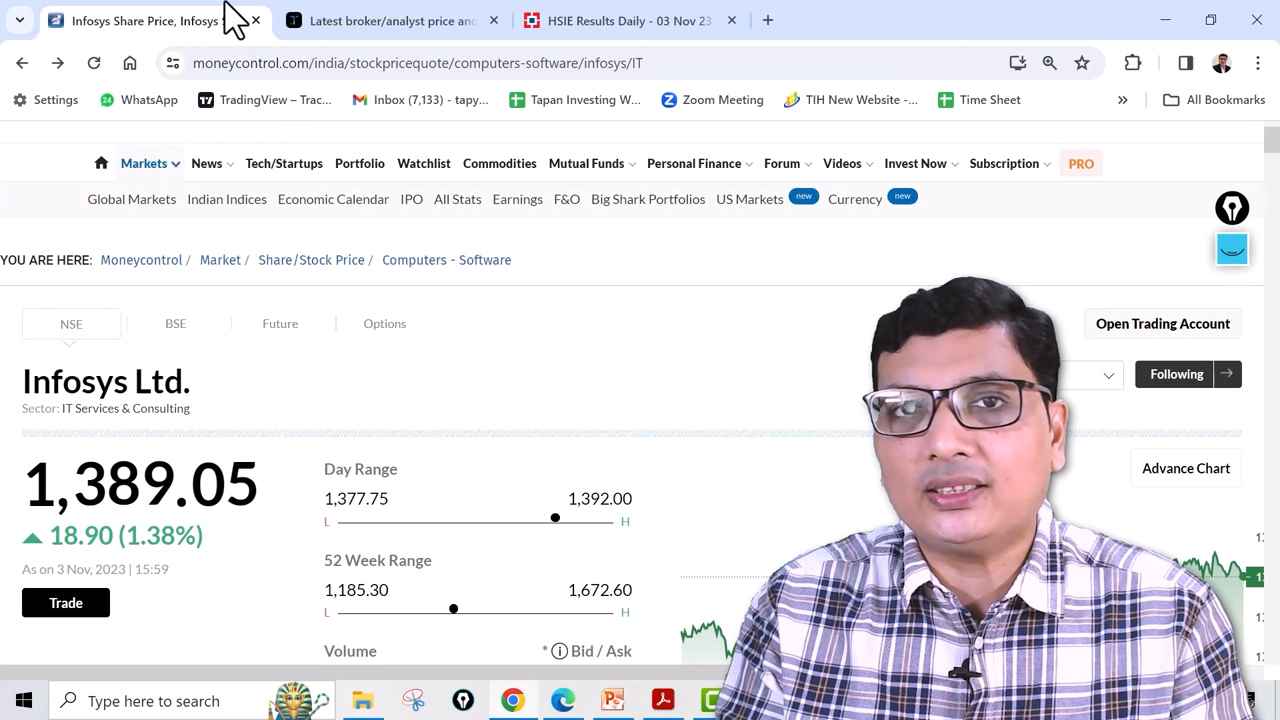 Infosys Share Price, Infosys S
Latest broker/analyst price and
HSIE Results Daily - 03 Nov 23
moneycontrol.com/india/stockpricequote/computers-software/infosys/IT
Settings
24
WhatsApp
TradingView – Trac...
Inbox (7,133) - tapy...
Tapan Investing W...
Zoom Meeting
TIH New Website -...
Time Sheet
All Bookmarks
Markets News Tech/Startups Portfolio Watchlist Commodities Mutual Funds Personal Finance Forum Videos Invest Now Subscription PRO
Global Markets Indian Indices Economic Calendar IPO All Stats Earnings F&O Big Shark Portfolios US Markets new Currency new
YOU ARE HERE: Moneycontrol / Market / Share/Stock Price / Computers - Software
NSE BSE Future Options
Open Trading Account
Infosys Ltd.
Following
Sector: IT Services & Consulting
1,389.05
18.90 (1.38%)
As on 3 Nov, 2023 | 15:59
Trade
Day Range
1,377.75 1,392.00
L H
52 Week Range
1,185.30 1,672.60
L H
Volume * Bid / Ask
Advance Chart
Type here to search